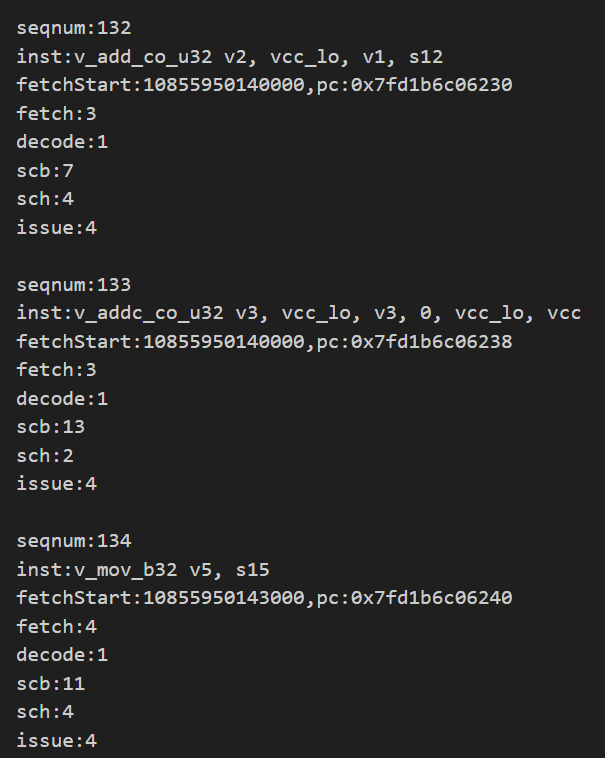 seqnum:132
inst:v_add_co_u32 v2, vcc_lo, v1, s12
fetchStart:10855950140000,pc:0x7fd1b6c06230
fetch:3
decode:1
scb:7
sch:4
issue:4
seqnum:133
inst:v_addc_co_u32 v3, vcc_lo, v3, 0, vcc_lo, vcc
fetchStart:10855950140000,pc:0x7fd1b6c06238
fetch:3
decode:1
scb:13
sch:2
issue:4
seqnum:134
inst:v_mov_b32 v5, s15
fetchStart:10855950143000,pc:0x7fd1b6c06240
fetch:4
decode:1
scb:11
sch:4
issue:4